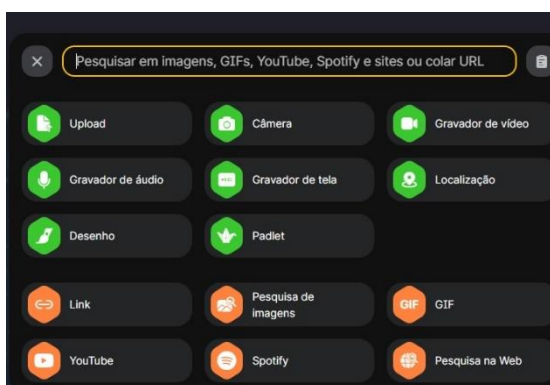 Pesquisar em imagens, GIFs, YouTube, Spotify e sites ou colar URL
Upload
Câmera
Gravador de vídeo
Gravador de áudio
Gravador de tela
Localização
Desenho
Padlet
Link
Pesquisa de
imagens
GIF
GIF
YouTube
Spotify
Pesquisa na Web